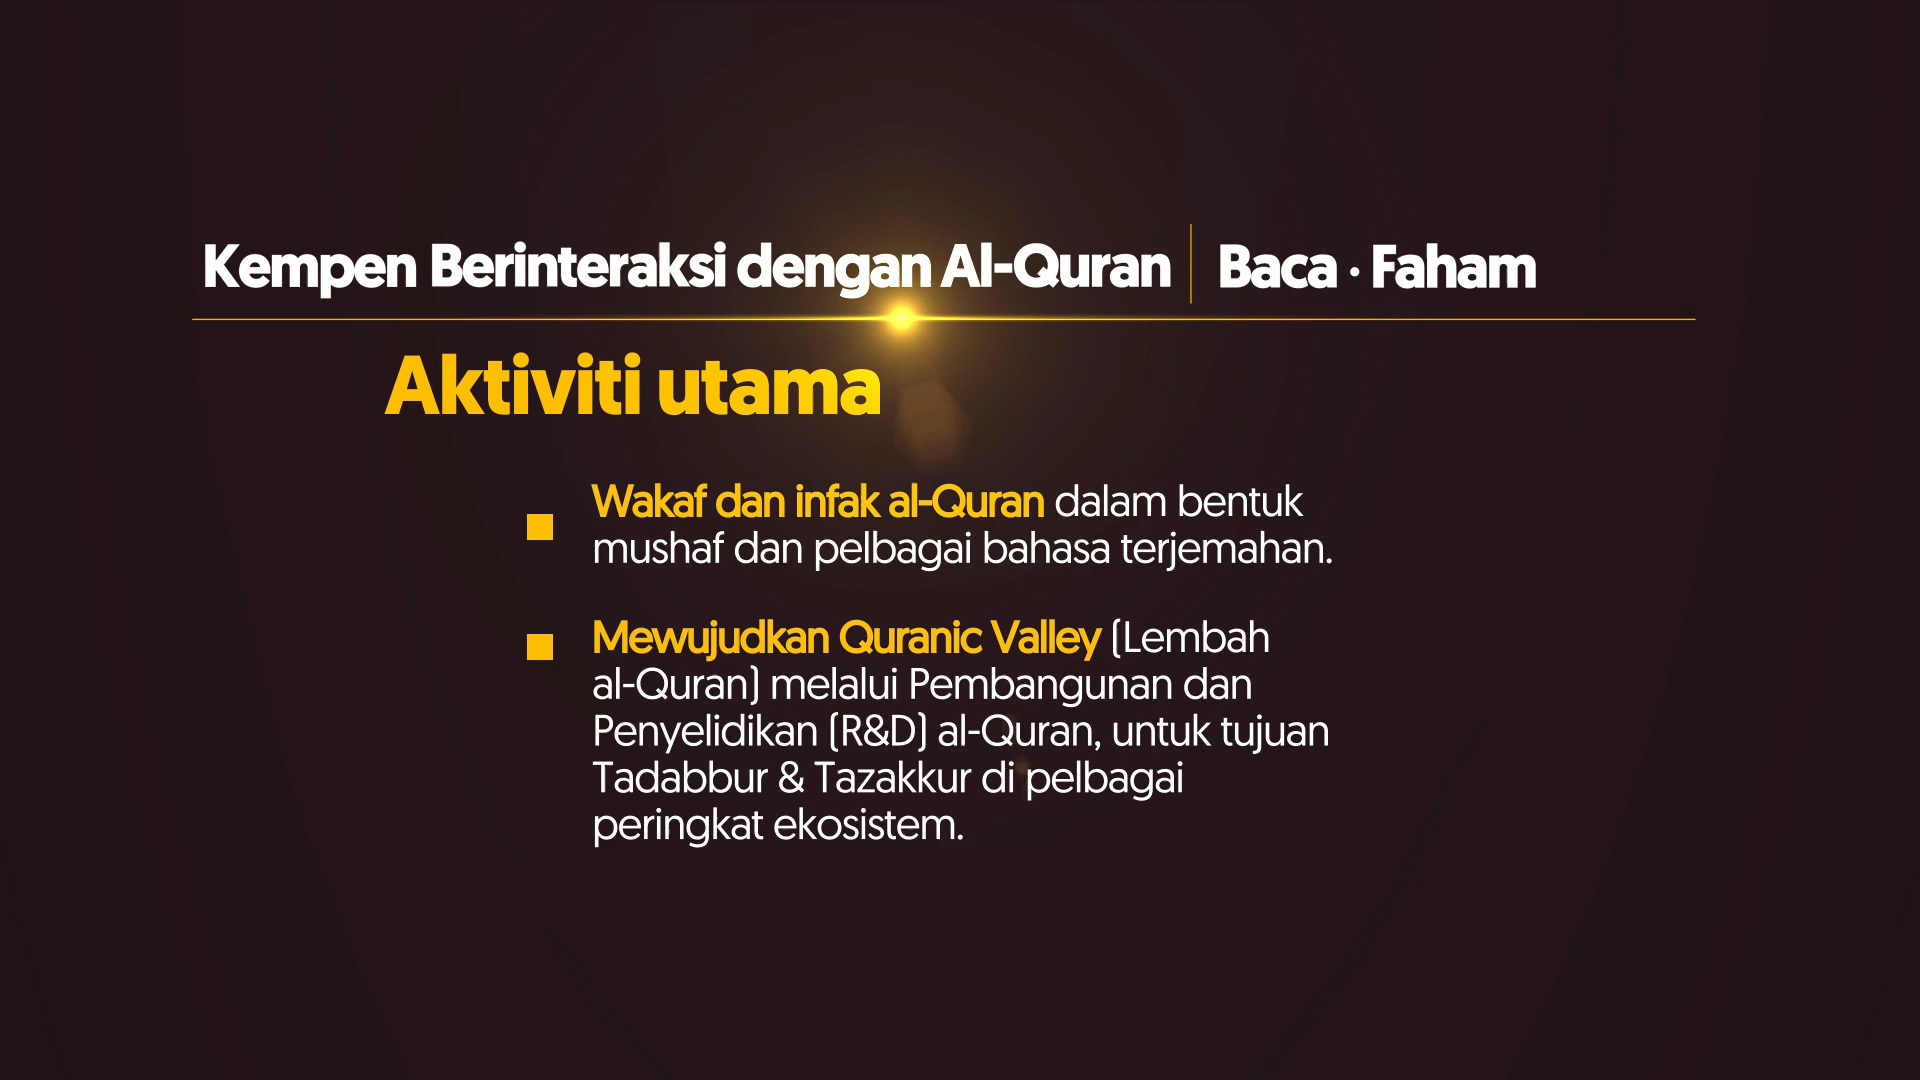 Kempen Berinteraksi dengan Al-Quran Baca · Faham
Aktiviti utama
Wakaf dan infak al-Quran dalam bentuk
mushaf dan pelbagai bahasa terjemahan.
Mewujudkan Quranic Valley (Lembah
al-Quran) melalui Pembangunan dan
Penyelidikan (R&D) al-Quran, untuk tujuan
Tadabbur & Tazakkur di pelbagai
peringkat ekosistem.